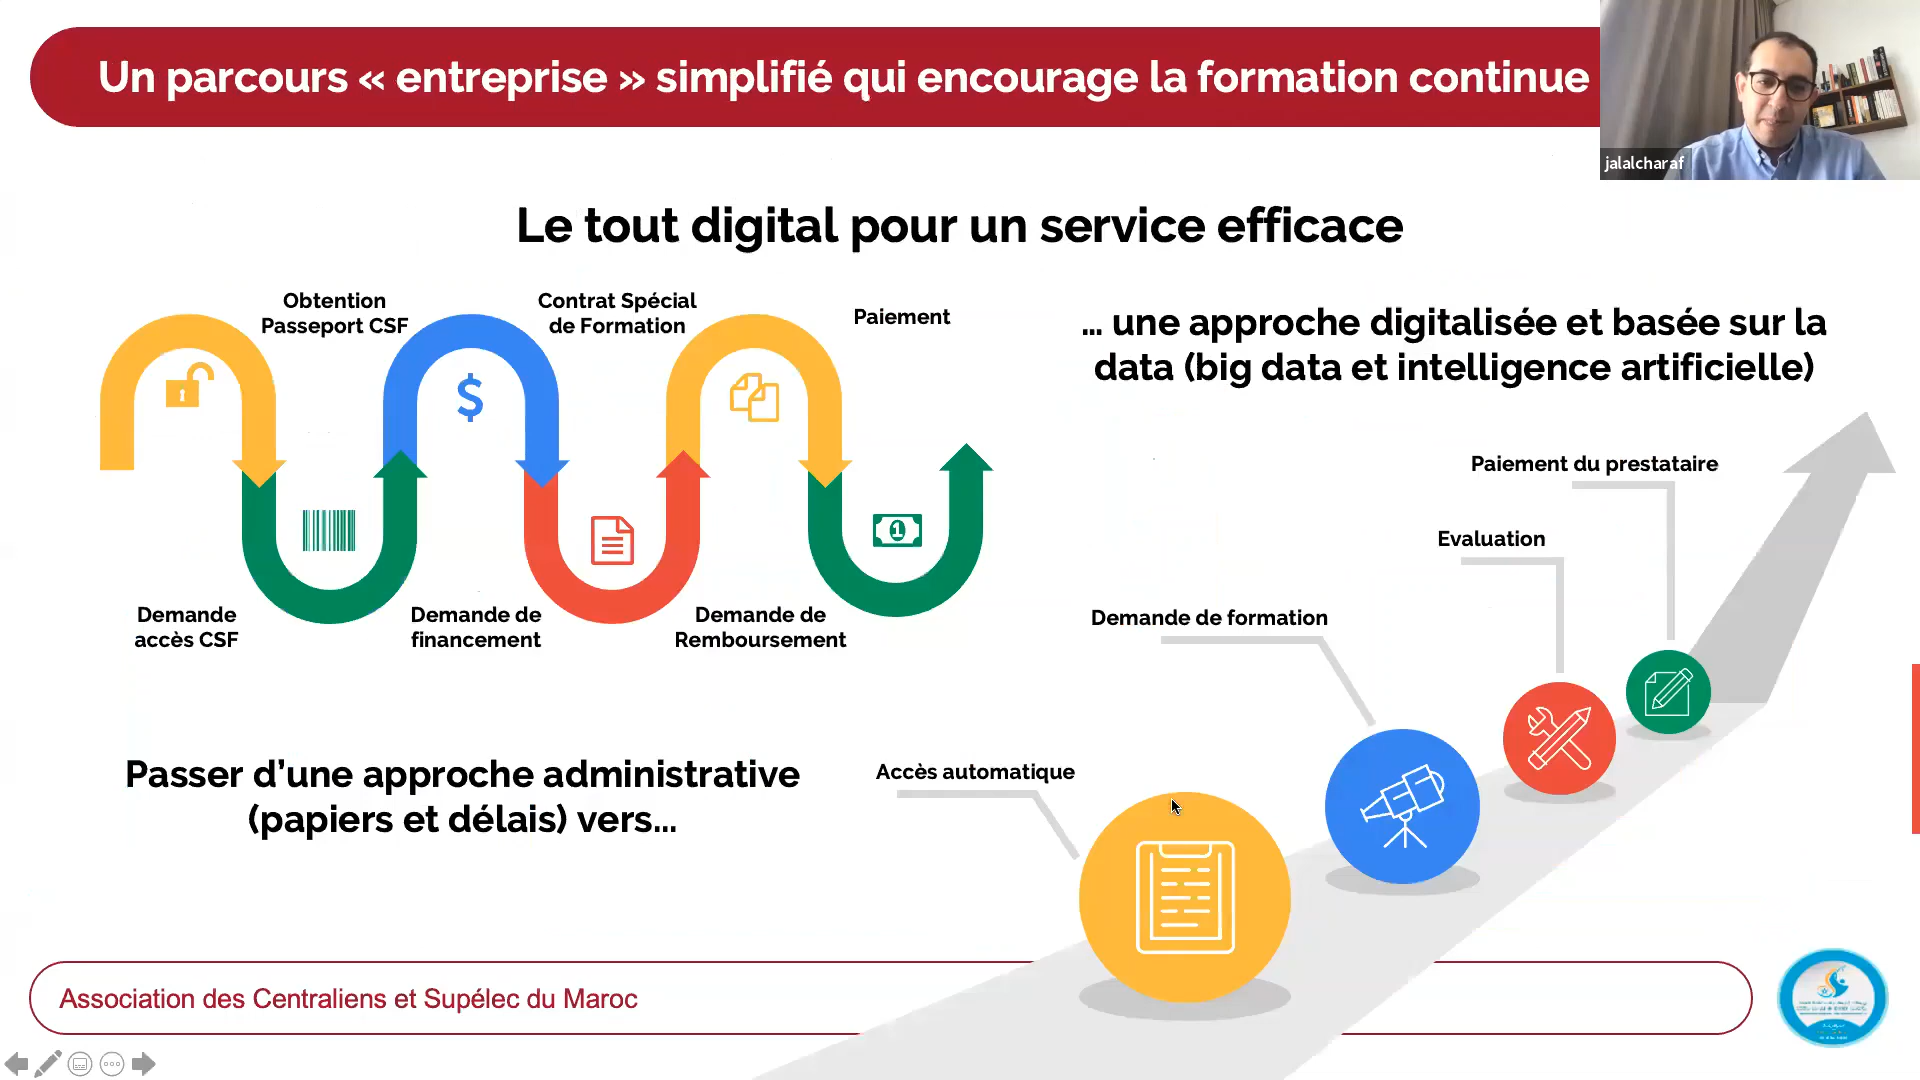 Un parcours « entreprise » simplifié qui encourage la formation continue
jalalcharaf
Le tout digital pour un service efficace
Obtention
Passeport CSF
Contrat Spécial
de Formation
Paiement
$
1
Demande
accès CSF
Demande de
financement
Demande de
Remboursement
Passer d’une approche administrative
(papiers et délais) vers...
... une approche digitalisée et basée sur la
data (big data et intelligence artificielle)
Paiement du prestataire
Evaluation
Demande de formation
Accès automatique
Association des Centraliens et Supélec du Maroc